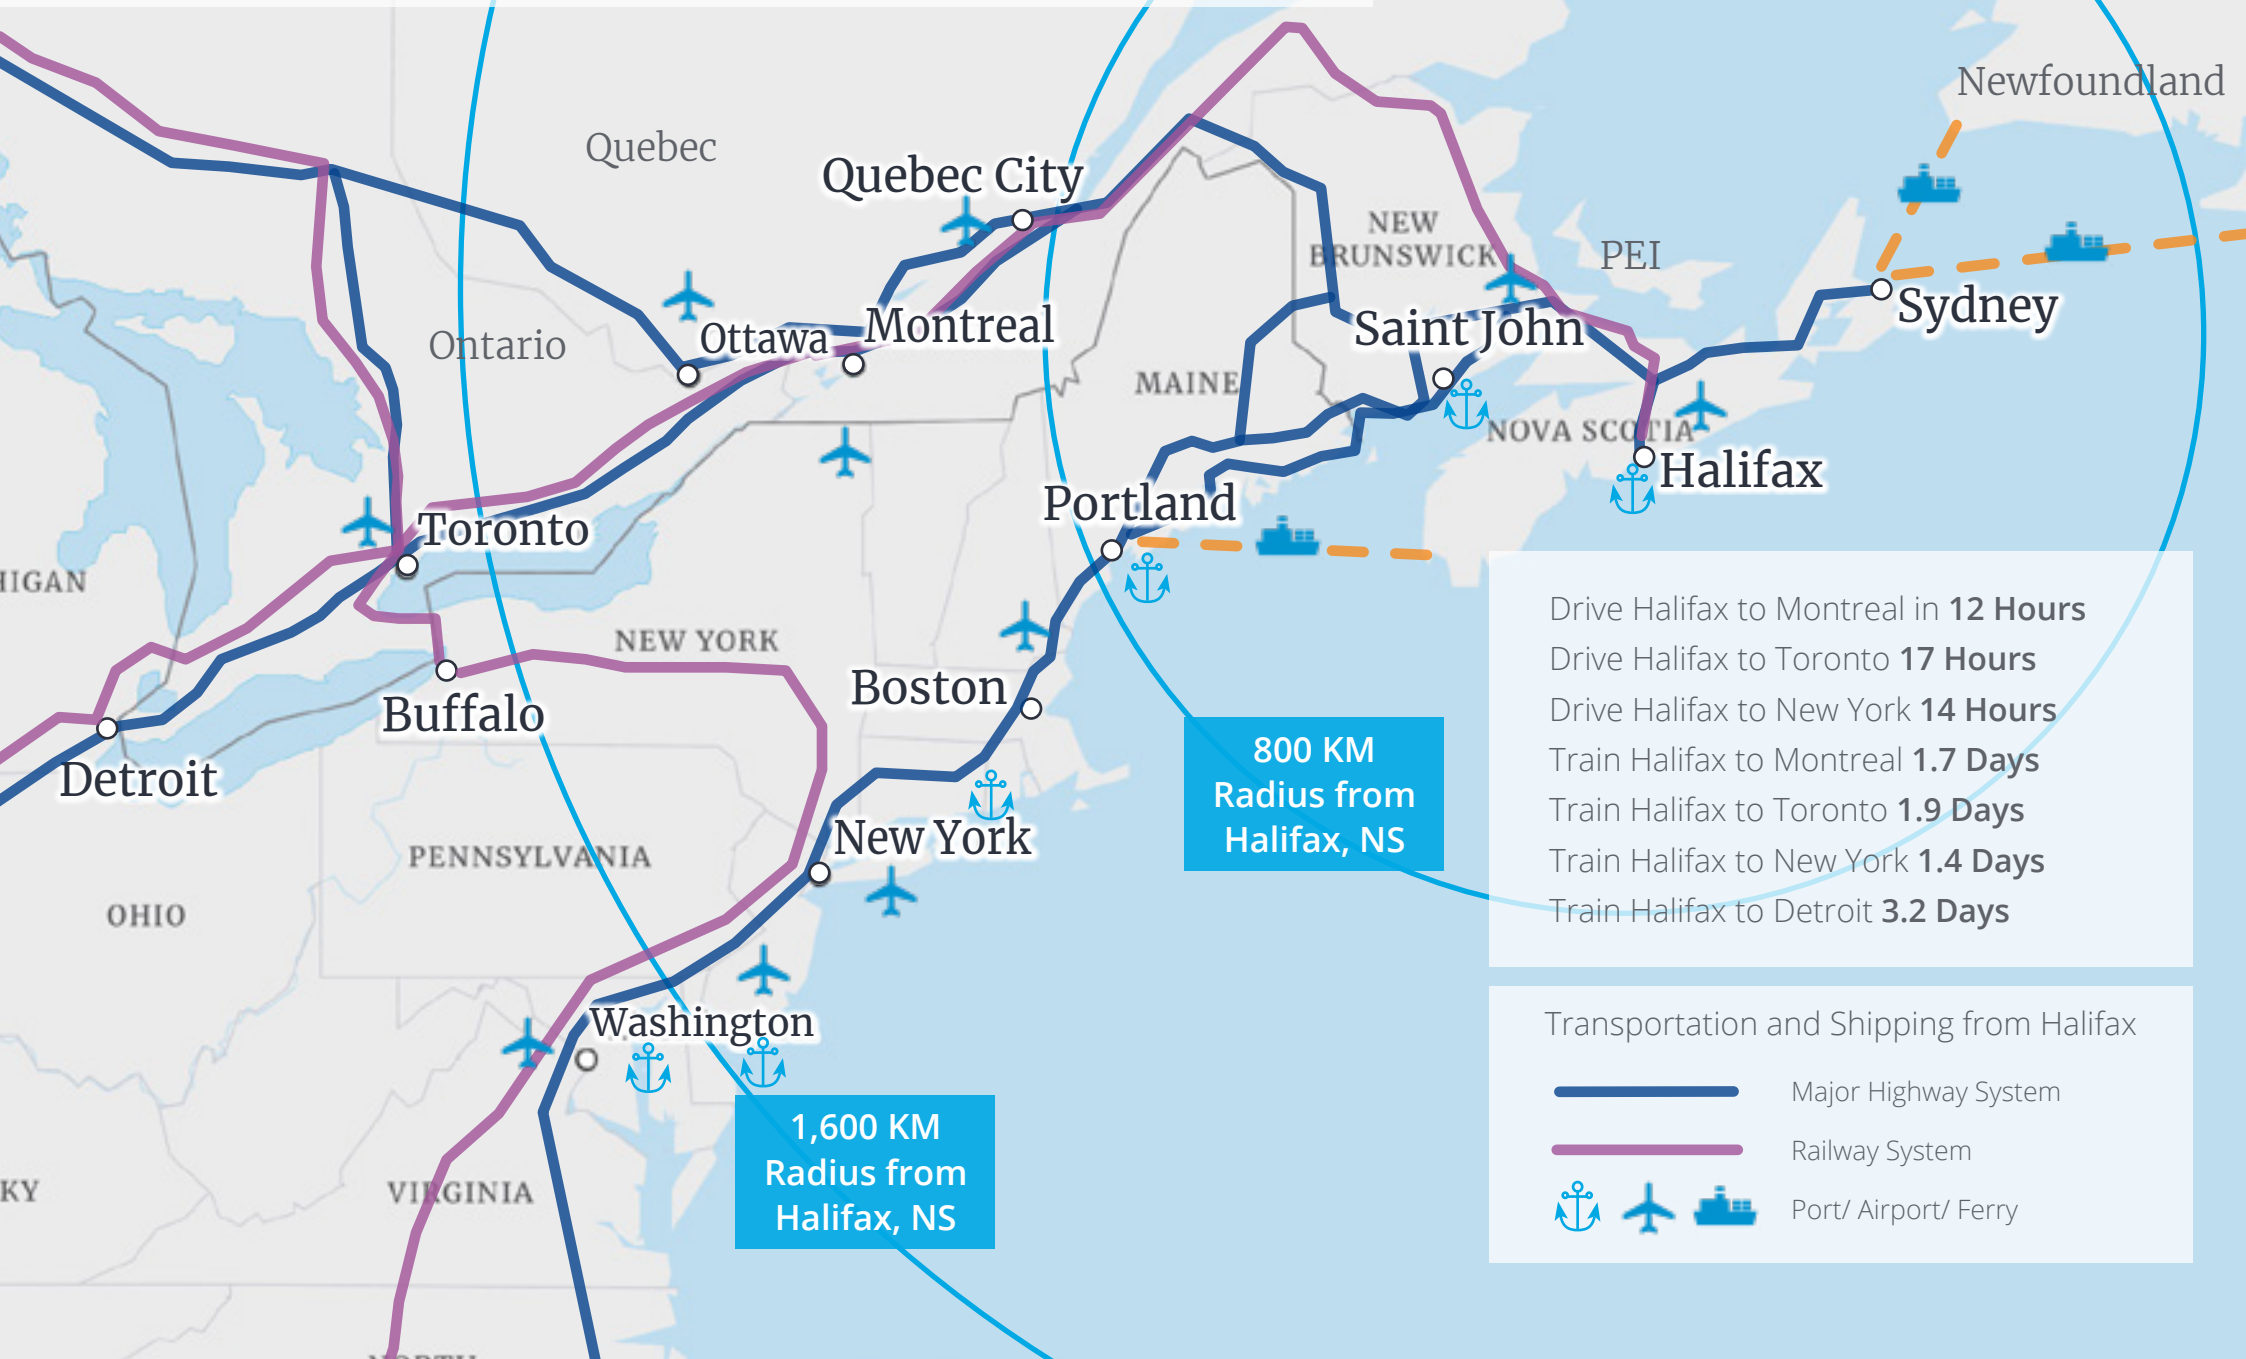 Newfoundland
Quebec
Quebec City
NEW
BRUNSWICK
PEI
Sydney
Ottawa
Montreal
Saint John
Ontario
MAINE
NOVA SCOTIA
Halifax
Portland
Toronto
HIGAN
NEW YORK
Boston
Buffalo
Detroit
New York
PENNSYLVANIA
OHIO
Washington
VIRGINIA
KY
800 KM
Radius from
Halifax, NS
1,600 KM
Radius from
Halifax, NS
Drive Halifax to Montreal in 12 Hours
Drive Halifax to Toronto 17 Hours
Drive Halifax to New York 14 Hours
Train Halifax to Montreal 1.7 Days
Train Halifax to Toronto 1.9 Days
Train Halifax to New York 1.4 Days
Train Halifax to Detroit 3.2 Days
Transportation and Shipping from Halifax
Major Highway System
Railway System
Port/ Airport/ Ferry